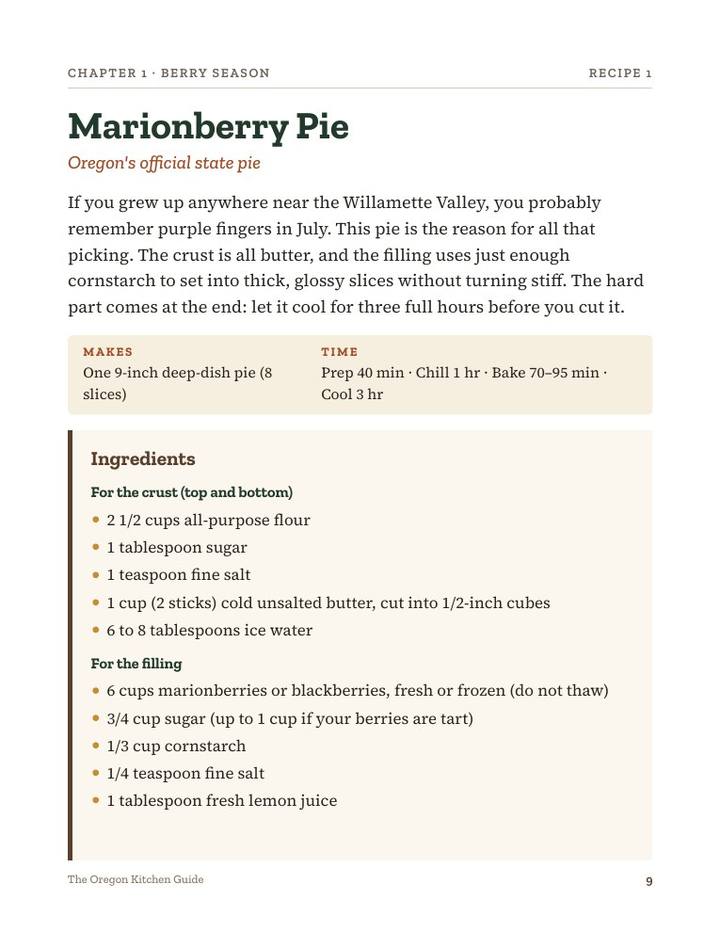 CHAPTER 1 · BERRY SEASON
RECIPE 1
Marionberry Pie
Oregon's official state pie
If you grew up anywhere near the Willamette Valley, you probably
remember purple fingers in July. This pie is the reason for all that
picking. The crust is all butter, and the filling uses just enough
cornstarch to set into thick, glossy slices without turning stiff. The hard
part comes at the end: let it cool for three full hours before you cut it.
MAKES
One 9-inch deep-dish pie (8
slices)
TIME
Prep 40 min · Chill 1 hr · Bake 70–95 min ·
Cool 3 hr
Ingredients
For the crust (top and bottom)
• 2 1/2 cups all-purpose flour
• 1 tablespoon sugar
• 1 teaspoon fine salt
• 1 cup (2 sticks) cold unsalted butter, cut into 1/2-inch cubes
• 6 to 8 tablespoons ice water
For the filling
• 6 cups marionberries or blackberries, fresh or frozen (do not thaw)
• 3/4 cup sugar (up to 1 cup if your berries are tart)
• 1/3 cup cornstarch
• 1/4 teaspoon fine salt
• 1 tablespoon fresh lemon juice
The Oregon Kitchen Guide
9